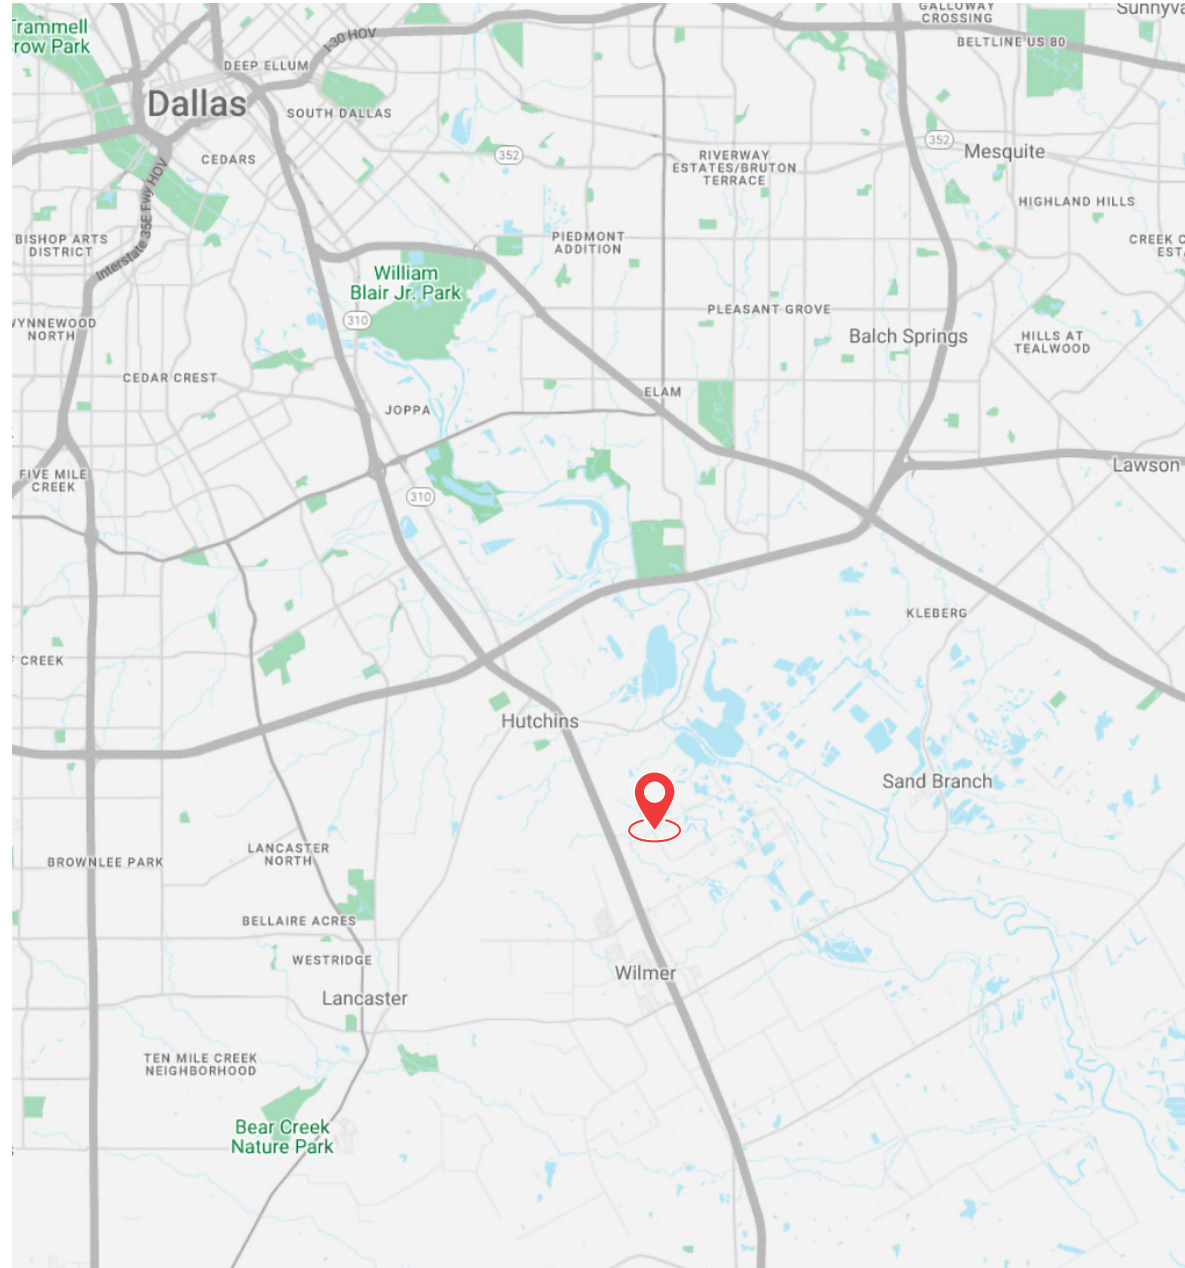 GALLOWAY
CROSSING
Sunnyva
Trammell
Crow Park
I-30 HOV
BELTLINE US 80
DEEP ELLUM
Dallas
SOUTH DALLAS
352
352
Mesquite
CEDARS
RIVERWAY
ESTATES/BRUTON
TERRACE
HIGHLAND HILLS
Interstate 35E Fwy HOV
BISHOP ARTS
DISTRICT
PIEDMONT
ADDITION
CREEK C
EST
William
Blair Jr. Park
310
PLEASANT GROVE
WYNNEWOOD
NORTH
Balch Springs
HILLS AT
TEALWOOD
CEDAR CREST
ELAM
JOPPA
Lawson
FIVE MILE
CREEK
310
KLEBERG
CREEK
Hutchins
Sand Branch
BROWNLEE PARK
LANCASTER
NORTH
BELLAIRE ACRES
WESTRIDGE
Wilmer
Lancaster
TEN MILE CREEK
NEIGHBORHOOD
Bear Creek
Nature Park